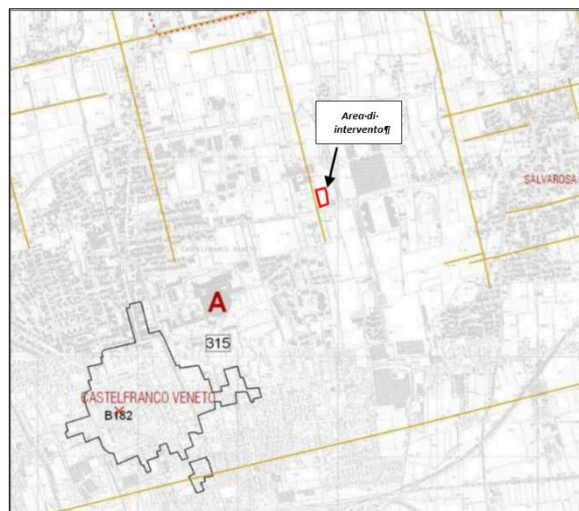 Area·di·
intervento¶
SALVAROSA
A
315
CASTELFRANCO VENETO
B182